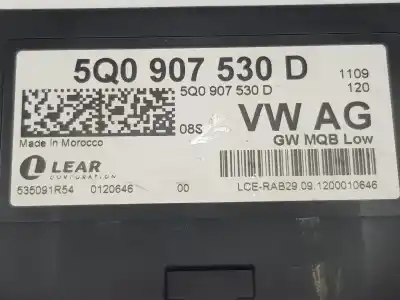 5Q0 907 530 D
1109
5Q0 907 530 D
120
08S
VW AG
Made in Morocco
GW MQB Low
LEAR
CORPORATION
535091R54 0120646 00
LCE-RAB29.09.1200010646